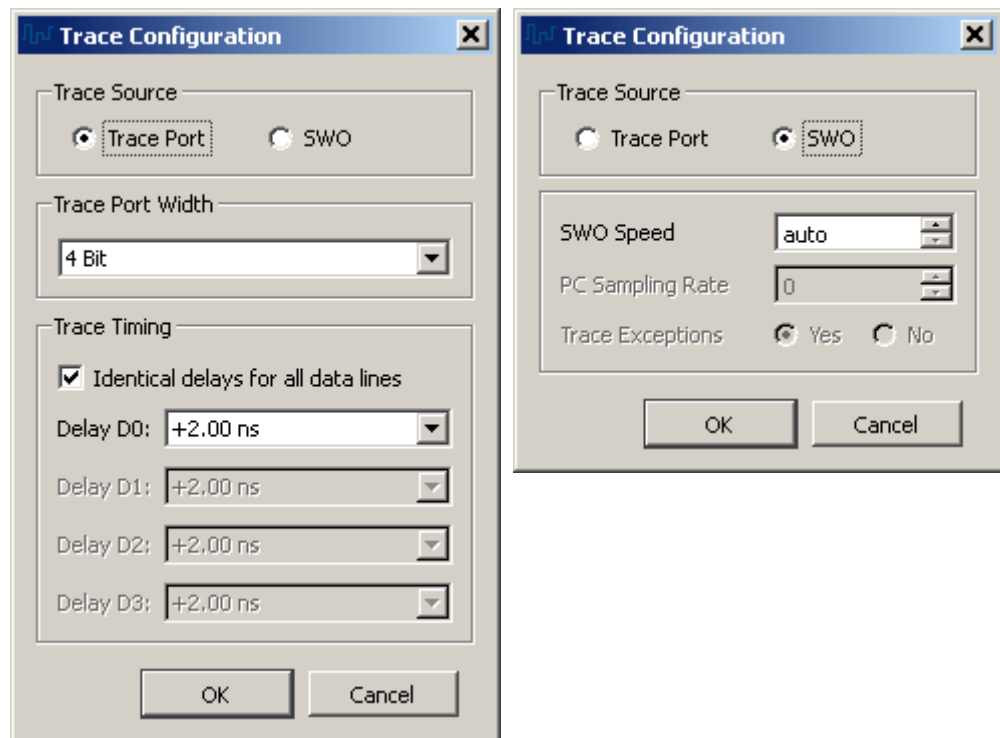 Trace Configuration
Trace Source
Trace Port SWO
Trace Port Width
4 Bit
Trace Timing
Identical delays for all data lines
Delay D0: +2.00 ns
Delay D1: +2.00 ns
Delay D2: +2.00 ns
Delay D3: +2.00 ns
OK Cancel
Trace Configuration
Trace Source
Trace Port SWO
SWO Speed auto
PC Sampling Rate 0
Trace Exceptions Yes No
OK Cancel